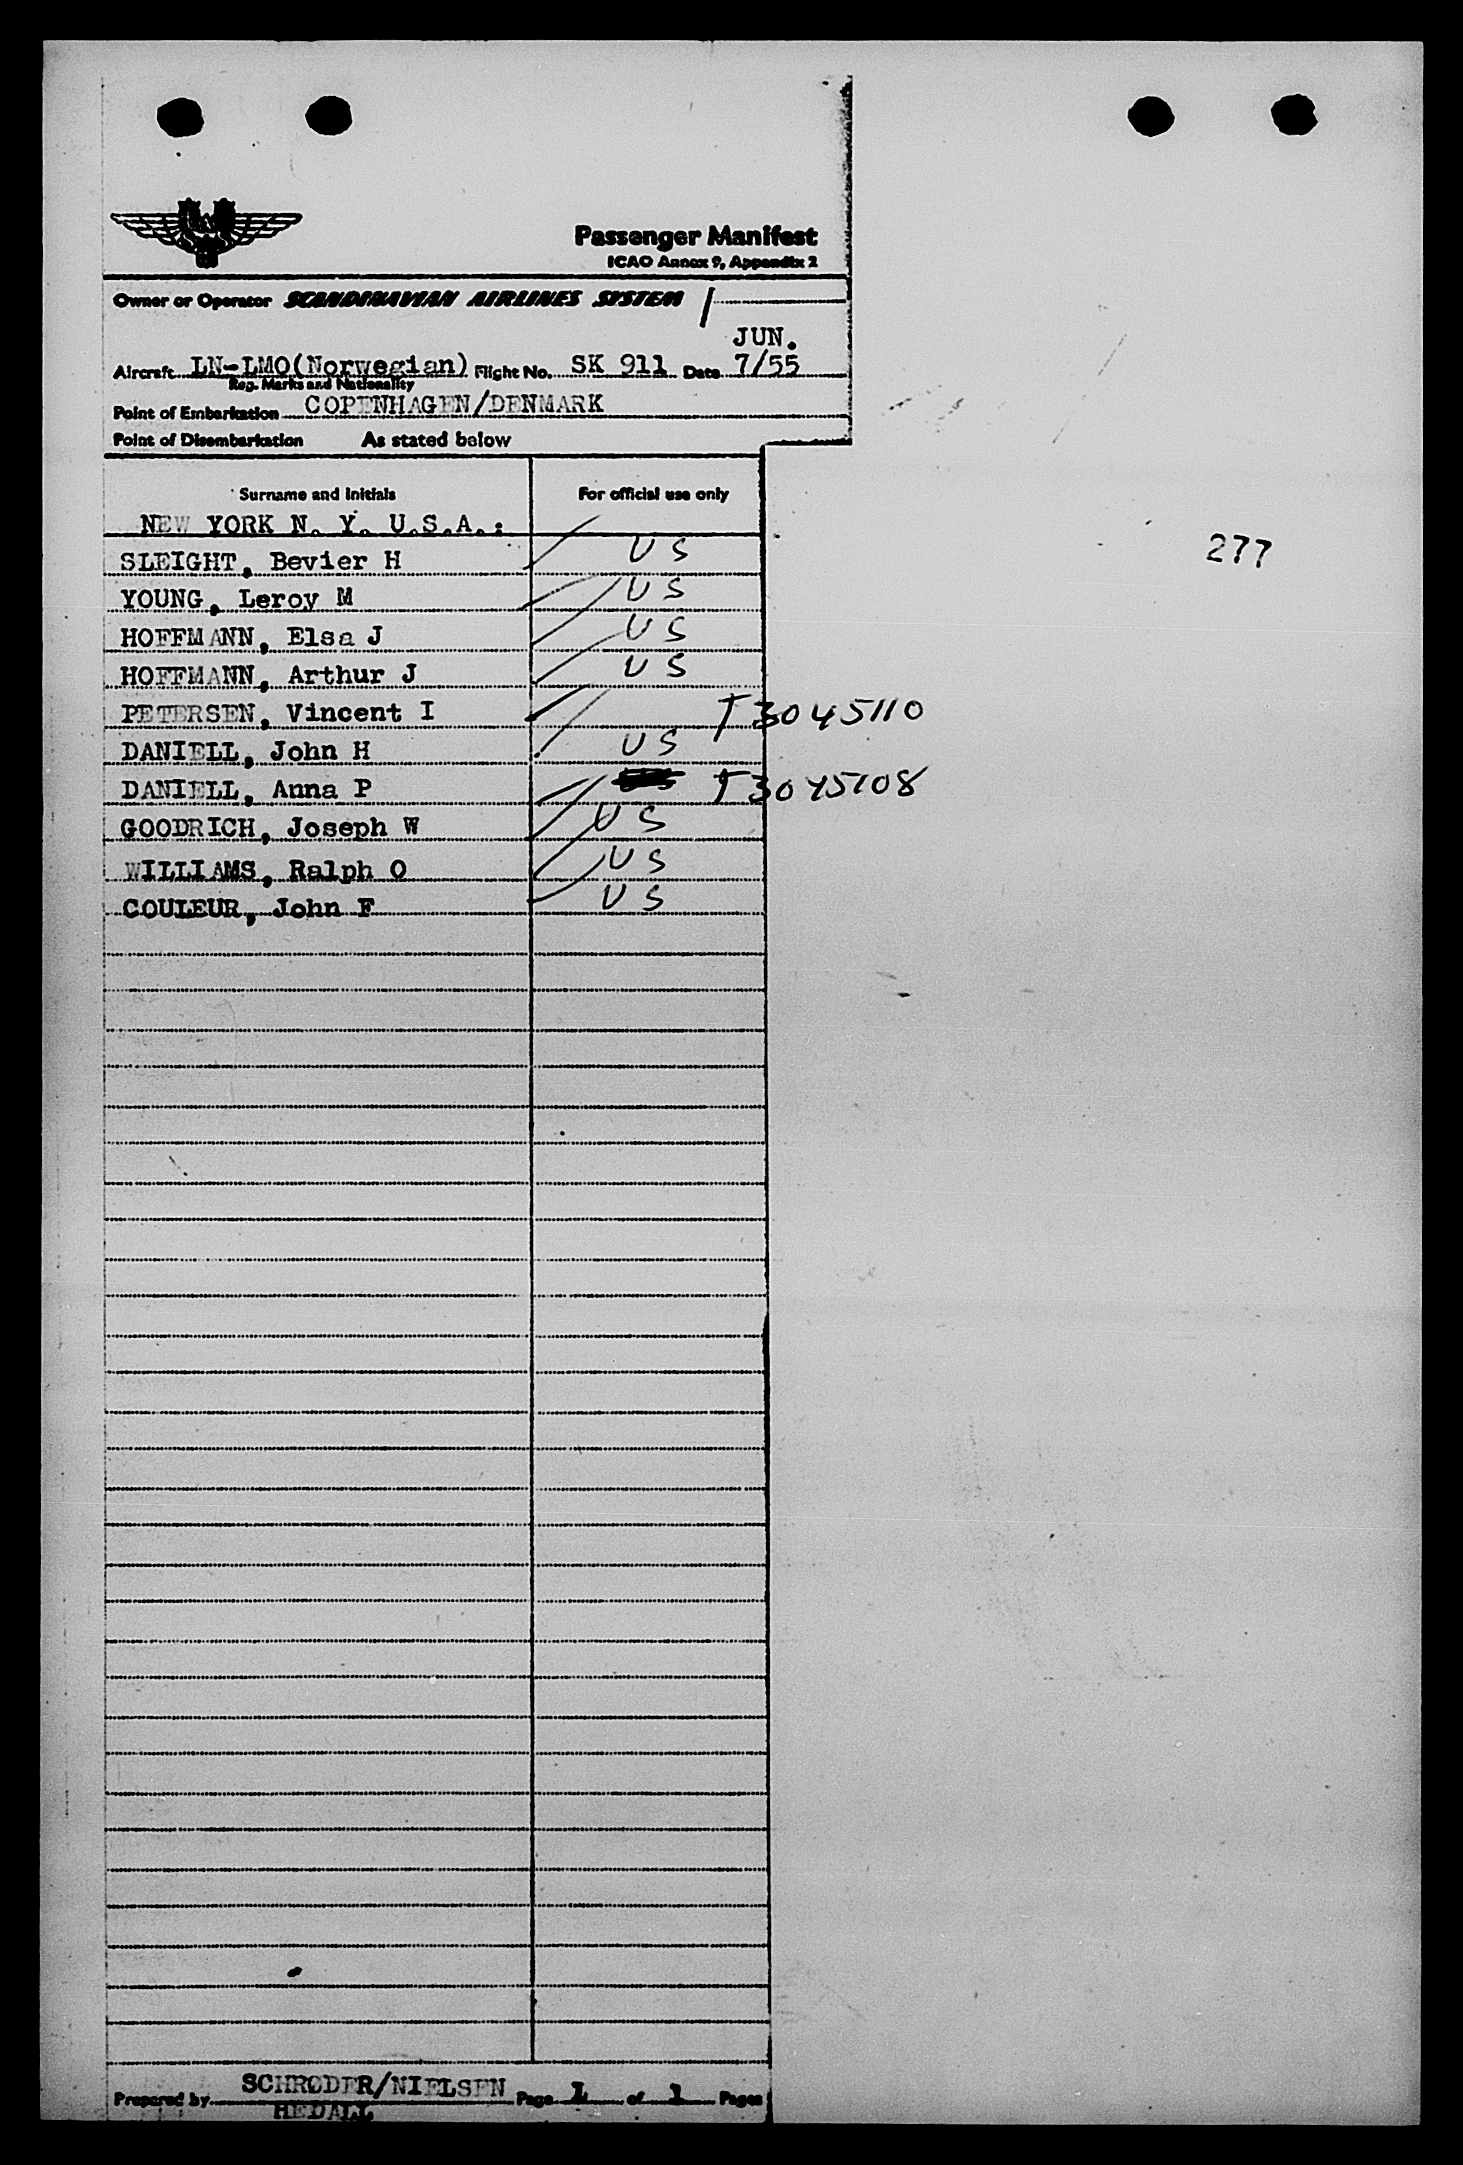 Passenger Manifest
ICAO Annex 9, Appendix 2
Owner or Operator SCANDINAVIAN AIRLINES SYSTEM
JUN.
Aircraft LN-LMO(Norwegian) Flight No. SK 911 Date 7/55
Reg. Marks and Nationality
Point of Embarkation COPENHAGEN/DENMARK
Point of Disembarkation As stated below
Surname and Initials For official use only
NEW YORK N. Y. U.S.A.:
SLEIGHT, Bevier H US
277
YOUNG, Leroy M US
HOFFMANN, Elsa J US
HOFFMANN, Arthur J US
PETERSEN, Vincent I T3045110
DANIELL, John H US
DANIELL, Anna P T3045108
GOODRICH, Joseph W US
WILLIAMS, Ralph O US
COULEUR, John F US
Prepared by SCHRØDER/NIELSEN Page 1 of 1 Pages
HEDALL